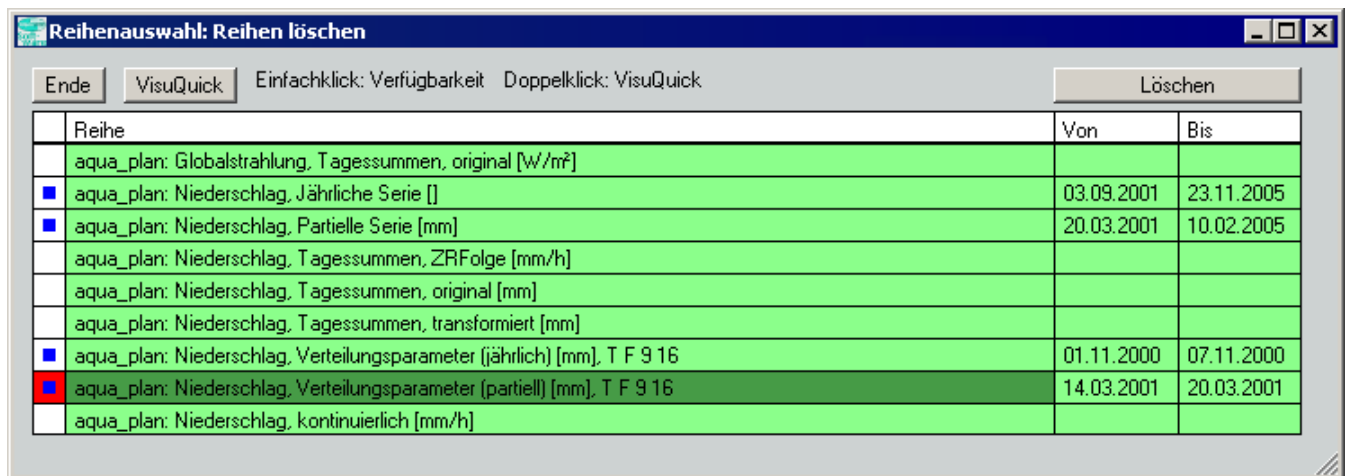 Reihenauswahl: Reihen löschen
Ende VisuQuick Einfachklick: Verfügbarkeit Doppelklick: VisuQuick Löschen
Reihe Von Bis
aqua_plan: Globalstrahlung, Tagessummen, original [W/m²]
aqua_plan: Niederschlag, Jährliche Serie [] 03.09.2001 23.11.2005
aqua_plan: Niederschlag, Partielle Serie [mm] 20.03.2001 10.02.2005
aqua_plan: Niederschlag, Tagessummen, ZRFolge [mm/h]
aqua_plan: Niederschlag, Tagessummen, original [mm]
aqua_plan: Niederschlag, Tagessummen, transformiert [mm]
aqua_plan: Niederschlag, Verteilungsparameter (jährlich) [mm], T F 9 16 01.11.2000 07.11.2000
aqua_plan: Niederschlag, Verteilungsparameter (partiell) [mm], T F 9 16 14.03.2001 20.03.2001
aqua_plan: Niederschlag, kontinuierlich [mm/h]